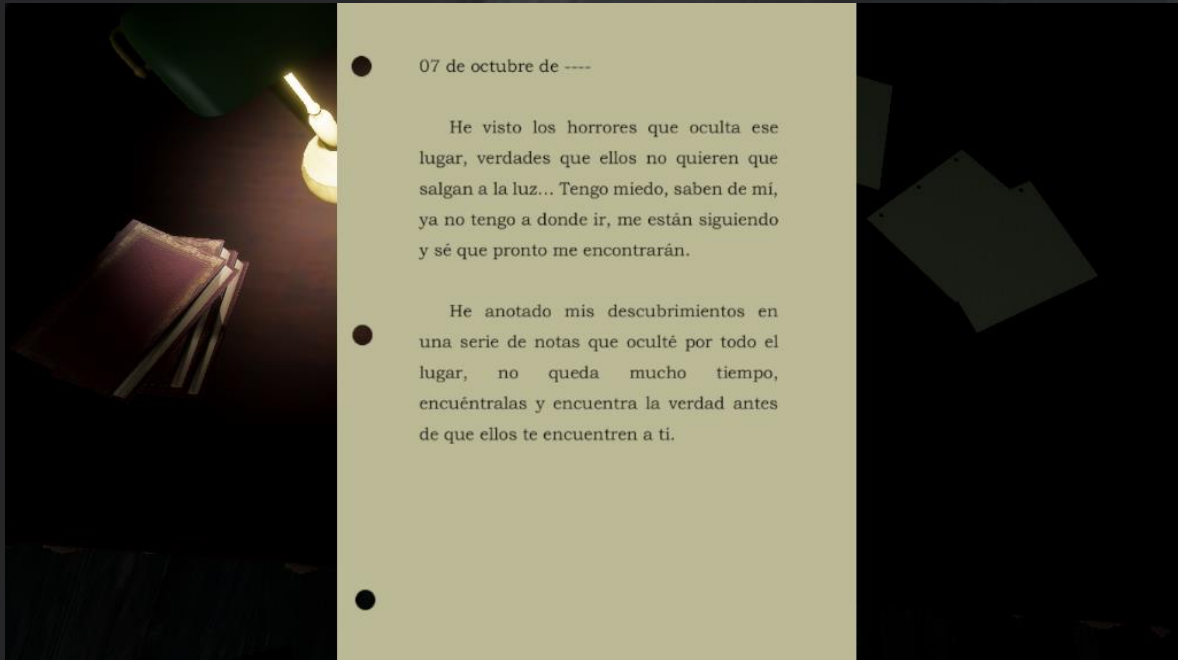 07 de octubre de ----
He visto los horrores que oculta ese
lugar, verdades que ellos no quieren que
salgan a la luz... Tengo miedo, saben de mí,
ya no tengo a donde ir, me están siguiendo
y sé que pronto me encontrarán.
He anotado mis descubrimientos en
una serie de notas que oculté por todo el
lugar, no queda mucho tiempo,
encuéntralas y encuentra la verdad antes
de que ellos te encuentren a ti.